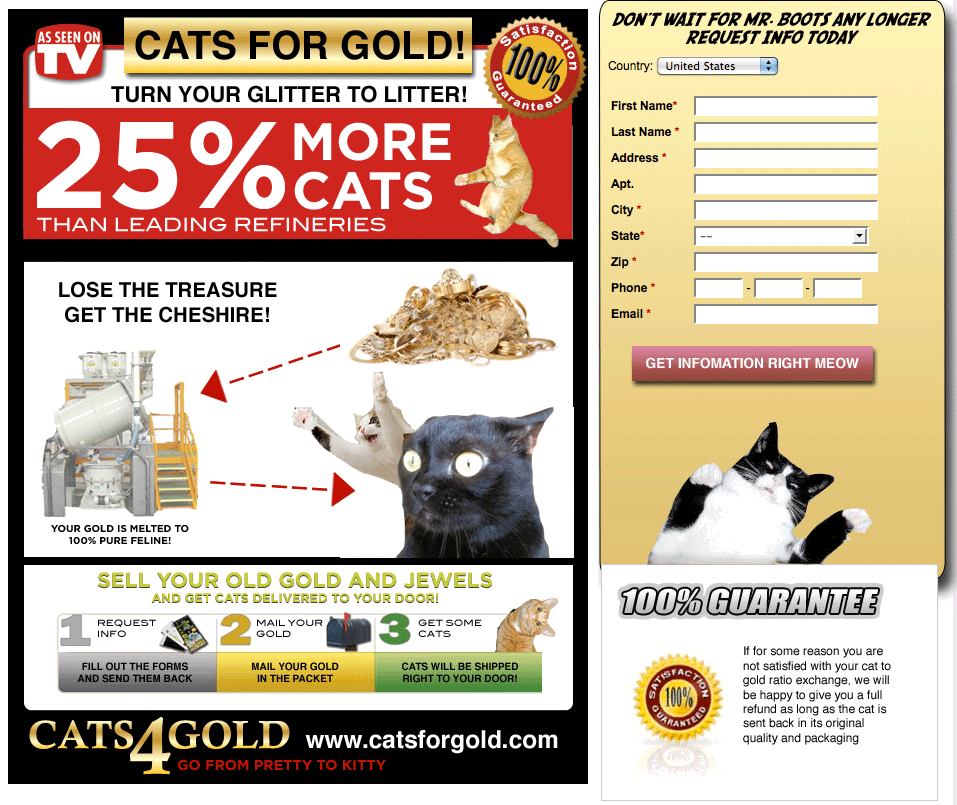 AS SEEN ON
TV
CATS FOR GOLD!
Satisfaction
100%
Guaranteed
TURN YOUR GLITTER TO LITTER!
25% MORE
CATS
THAN LEADING REFINERIES
LOSE THE TREASURE
GET THE CHESHIRE!
YOUR GOLD IS MELTED TO
100% PURE FELINE!
SELL YOUR OLD GOLD AND JEWELS
AND GET CATS DELIVERED TO YOUR DOOR!
1 REQUEST
INFO
FILL OUT THE FORMS
AND SEND THEM BACK
2 MAIL YOUR
GOLD
MAIL YOUR GOLD
IN THE PACKET
3 GET SOME
CATS
CATS WILL BE SHIPPED
RIGHT TO YOUR DOOR!
CATS4GOLD
GO FROM PRETTY TO KITTY
www.catsforgold.com
DON'T WAIT FOR MR. BOOTS ANY LONGER
REQUEST INFO TODAY
Country: United States
First Name*
Last Name *
Address *
Apt.
City *
State* --
Zip *
Phone * - -
Email *
GET INFOMATION RIGHT MEOW
100% GUARANTEE
SATISFACTION
100%
GUARANTEED
If for some reason you are
not satisfied with your cat to
gold ratio exchange, we will
be happy to give you a full
refund as long as the cat is
sent back in its original
quality and packaging